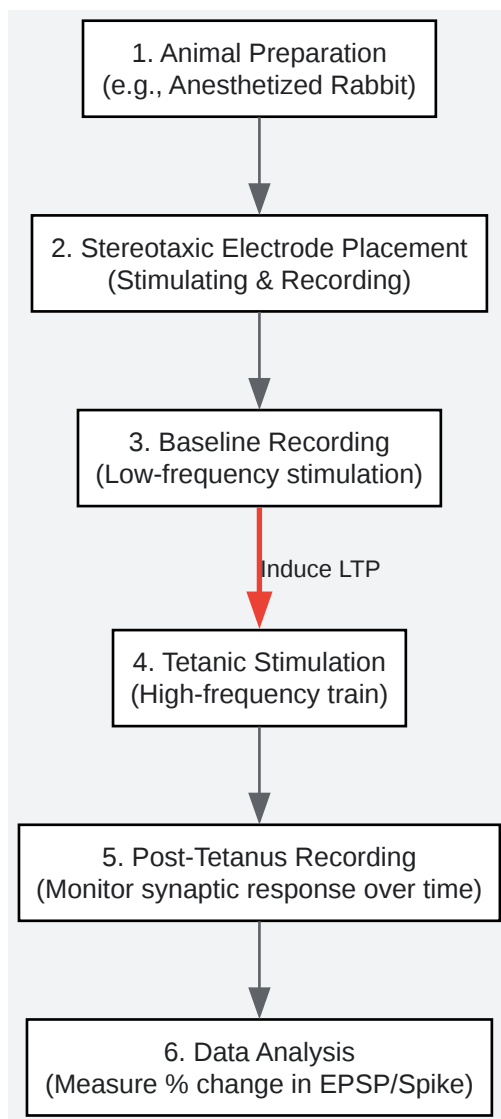 1. Animal Preparation
(e.g., Anesthetized Rabbit)
2. Stereotaxic Electrode Placement
(Stimulating & Recording)
3. Baseline Recording
(Low-frequency stimulation)
Induce LTP
4. Tetanic Stimulation
(High-frequency train)
5. Post-Tetanus Recording
(Monitor synaptic response over time)
6. Data Analysis
(Measure % change in EPSP/Spike)